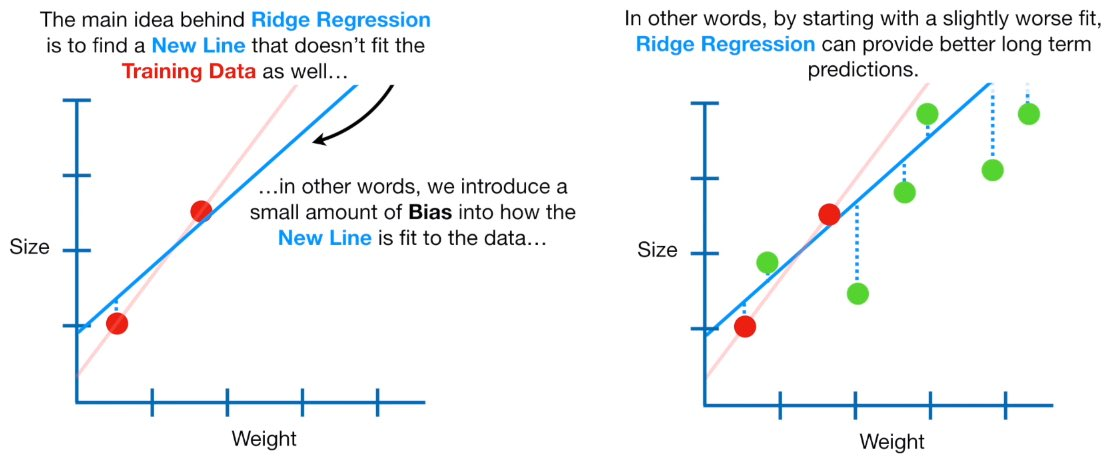 The main idea behind Ridge Regression
is to find a New Line that doesn’t fit the
Training Data as well…
…in other words, we introduce a
small amount of Bias into how the
New Line is fit to the data…
Size
Weight
In other words, by starting with a slightly worse fit,
Ridge Regression can provide better long term
predictions.
Size
Weight